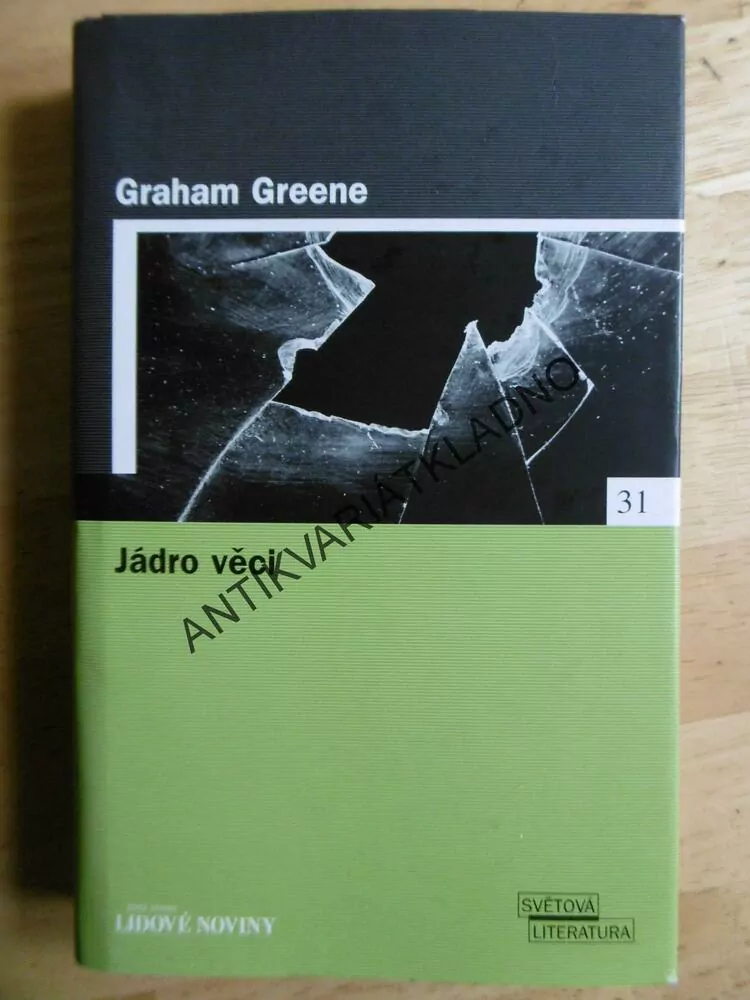 Graham Greene
31
Jádro věci
ANTIKVARIÁTKLADNO
LIDOVÉ NOVINY
SVĚTOVÁ
LITERATURA